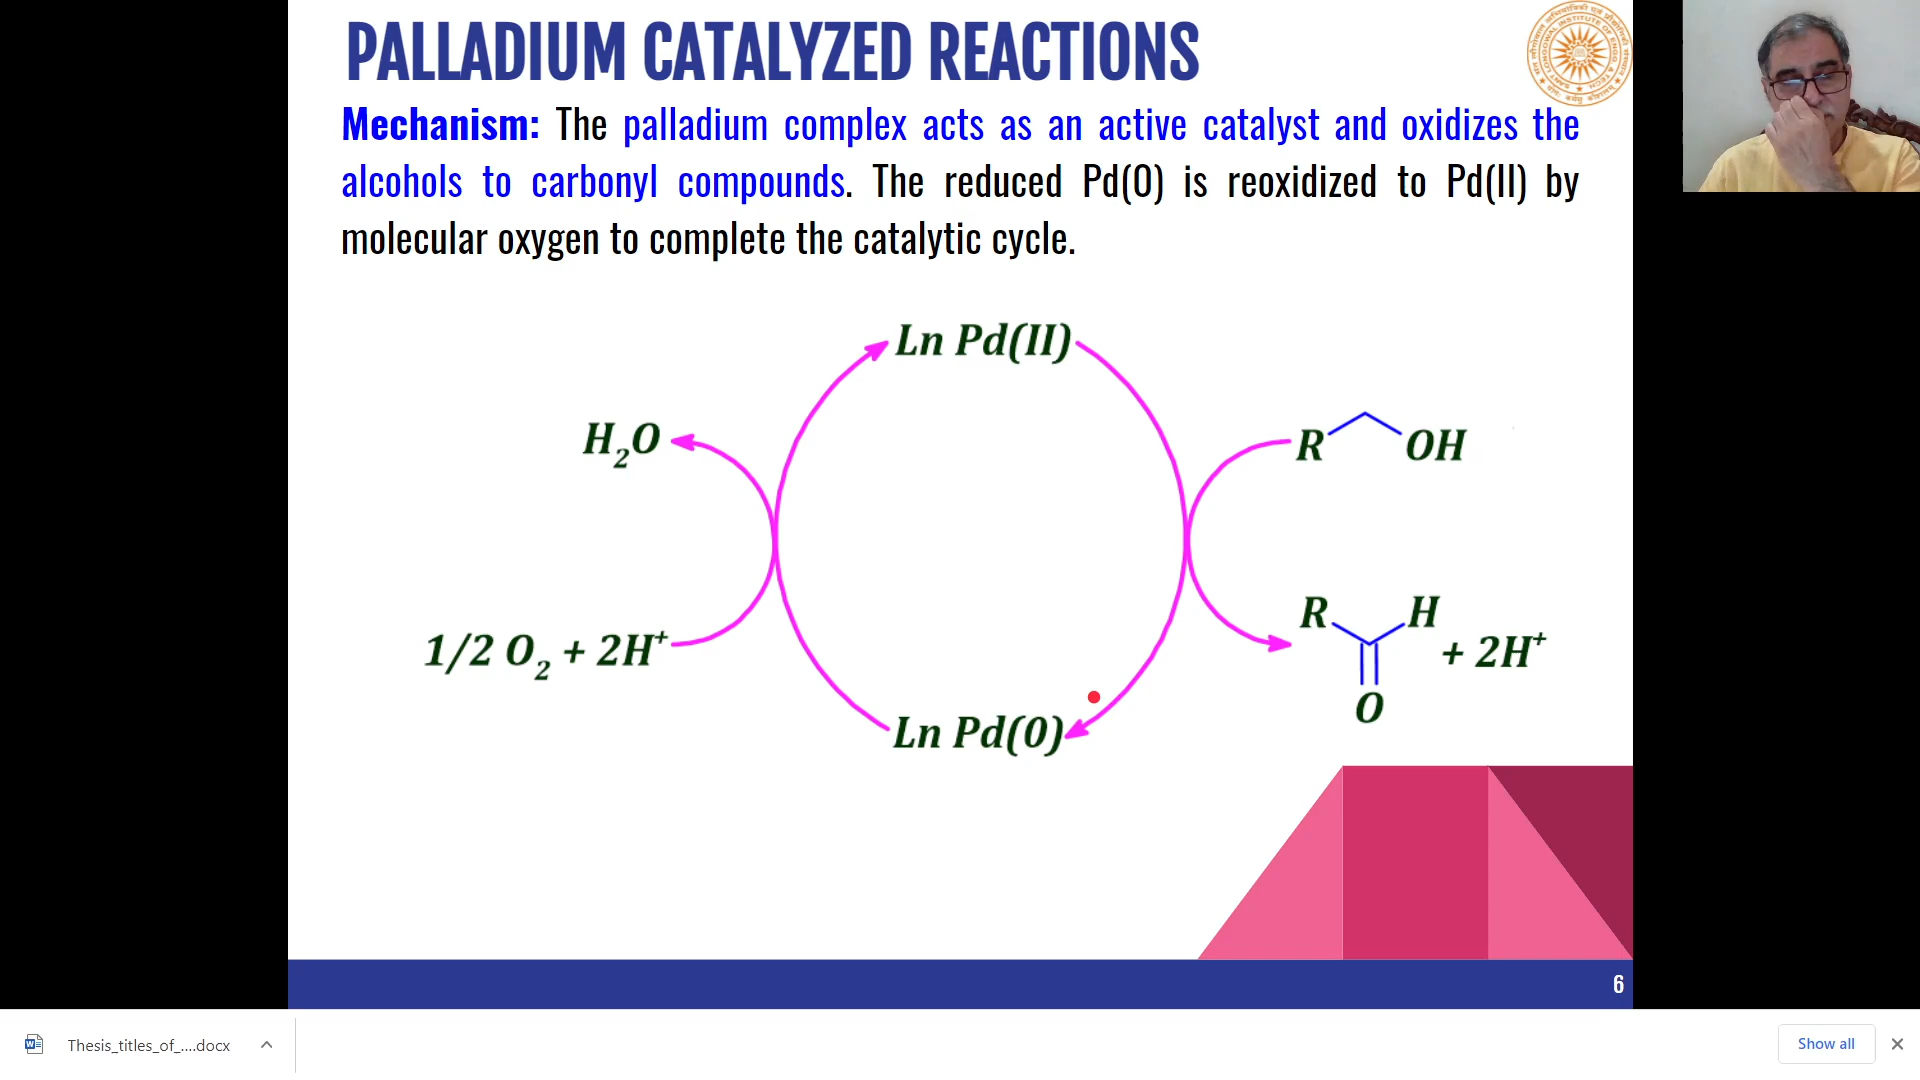 PALLADIUM CATALYZED REACTIONS
Mechanism: The palladium complex acts as an active catalyst and oxidizes the
alcohols to carbonyl compounds. The reduced Pd(0) is reoxidized to Pd(II) by
molecular oxygen to complete the catalytic cycle.
Ln Pd(II)
H₂O
R OH
1/2 O₂ + 2H⁺
R H
+ 2H⁺
O
Ln Pd(0)
6
Thesis_titles_of_....docx
Show all